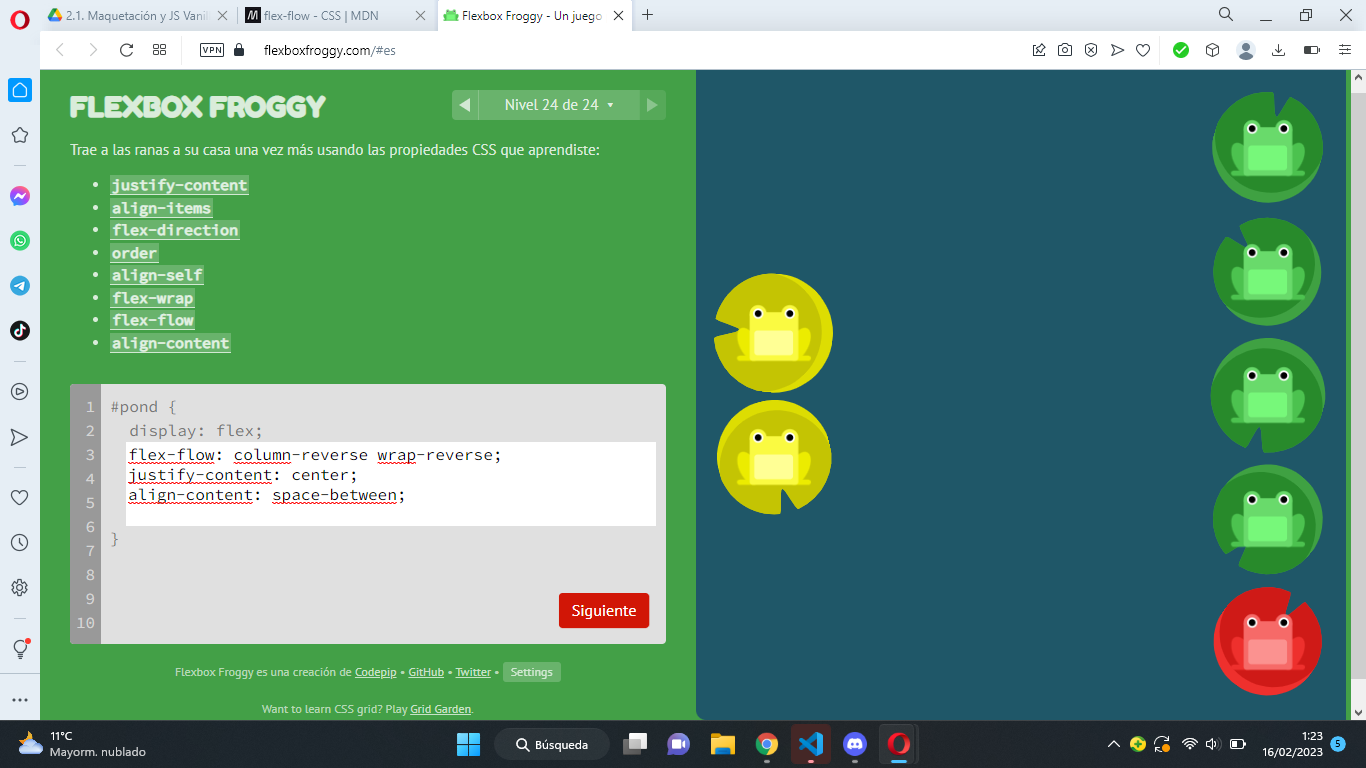 2.1. Maquetación y JS Vanil
flex-flow - CSS | MDN
Flexbox Froggy - Un juego
VPN
flexboxfroggy.com/#es
FLEXBOX FROGGY
Nivel 24 de 24
Trae a las ranas a su casa una vez más usando las propiedades CSS que aprendiste:
justify-content
align-items
flex-direction
order
align-self
flex-wrap
flex-flow
align-content
1 #pond {
2 display: flex;
3 flex-flow: column-reverse wrap-reverse;
4 justify-content: center;
5 align-content: space-between;
6
7 }
8
9
10
Siguiente
Flexbox Froggy es una creación de Codepip • GitHub • Twitter • Settings
Want to learn CSS grid? Play Grid Garden.
11°C
Mayorm. nublado
Búsqueda
1:23
16/02/2023
5